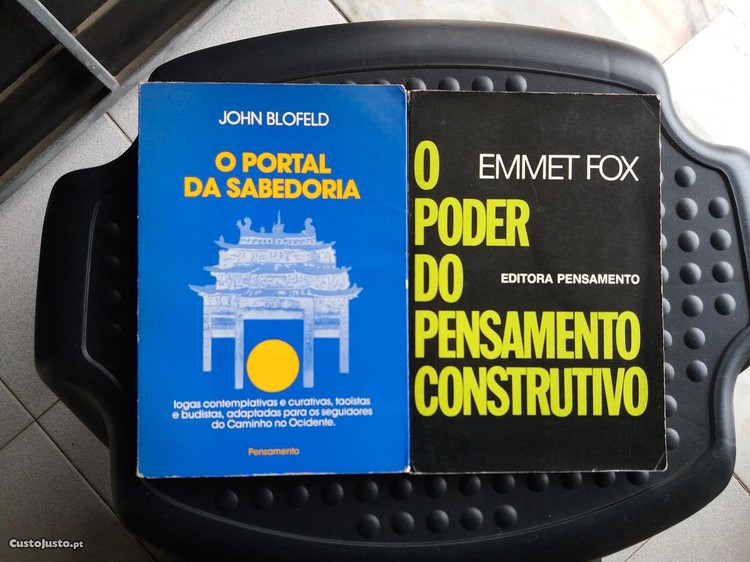 JOHN BLOFELD
O PORTAL
DA SABEDORIA
Iogas contemplativas e curativas, taoístas
e budistas, adaptadas para os seguidores
do Caminho no Ocidente.
Pensamento
EMMET FOX
O
PODER
DO
PENSAMENTO
CONSTRUTIVO
EDITORA PENSAMENTO
CustoJusto.pt